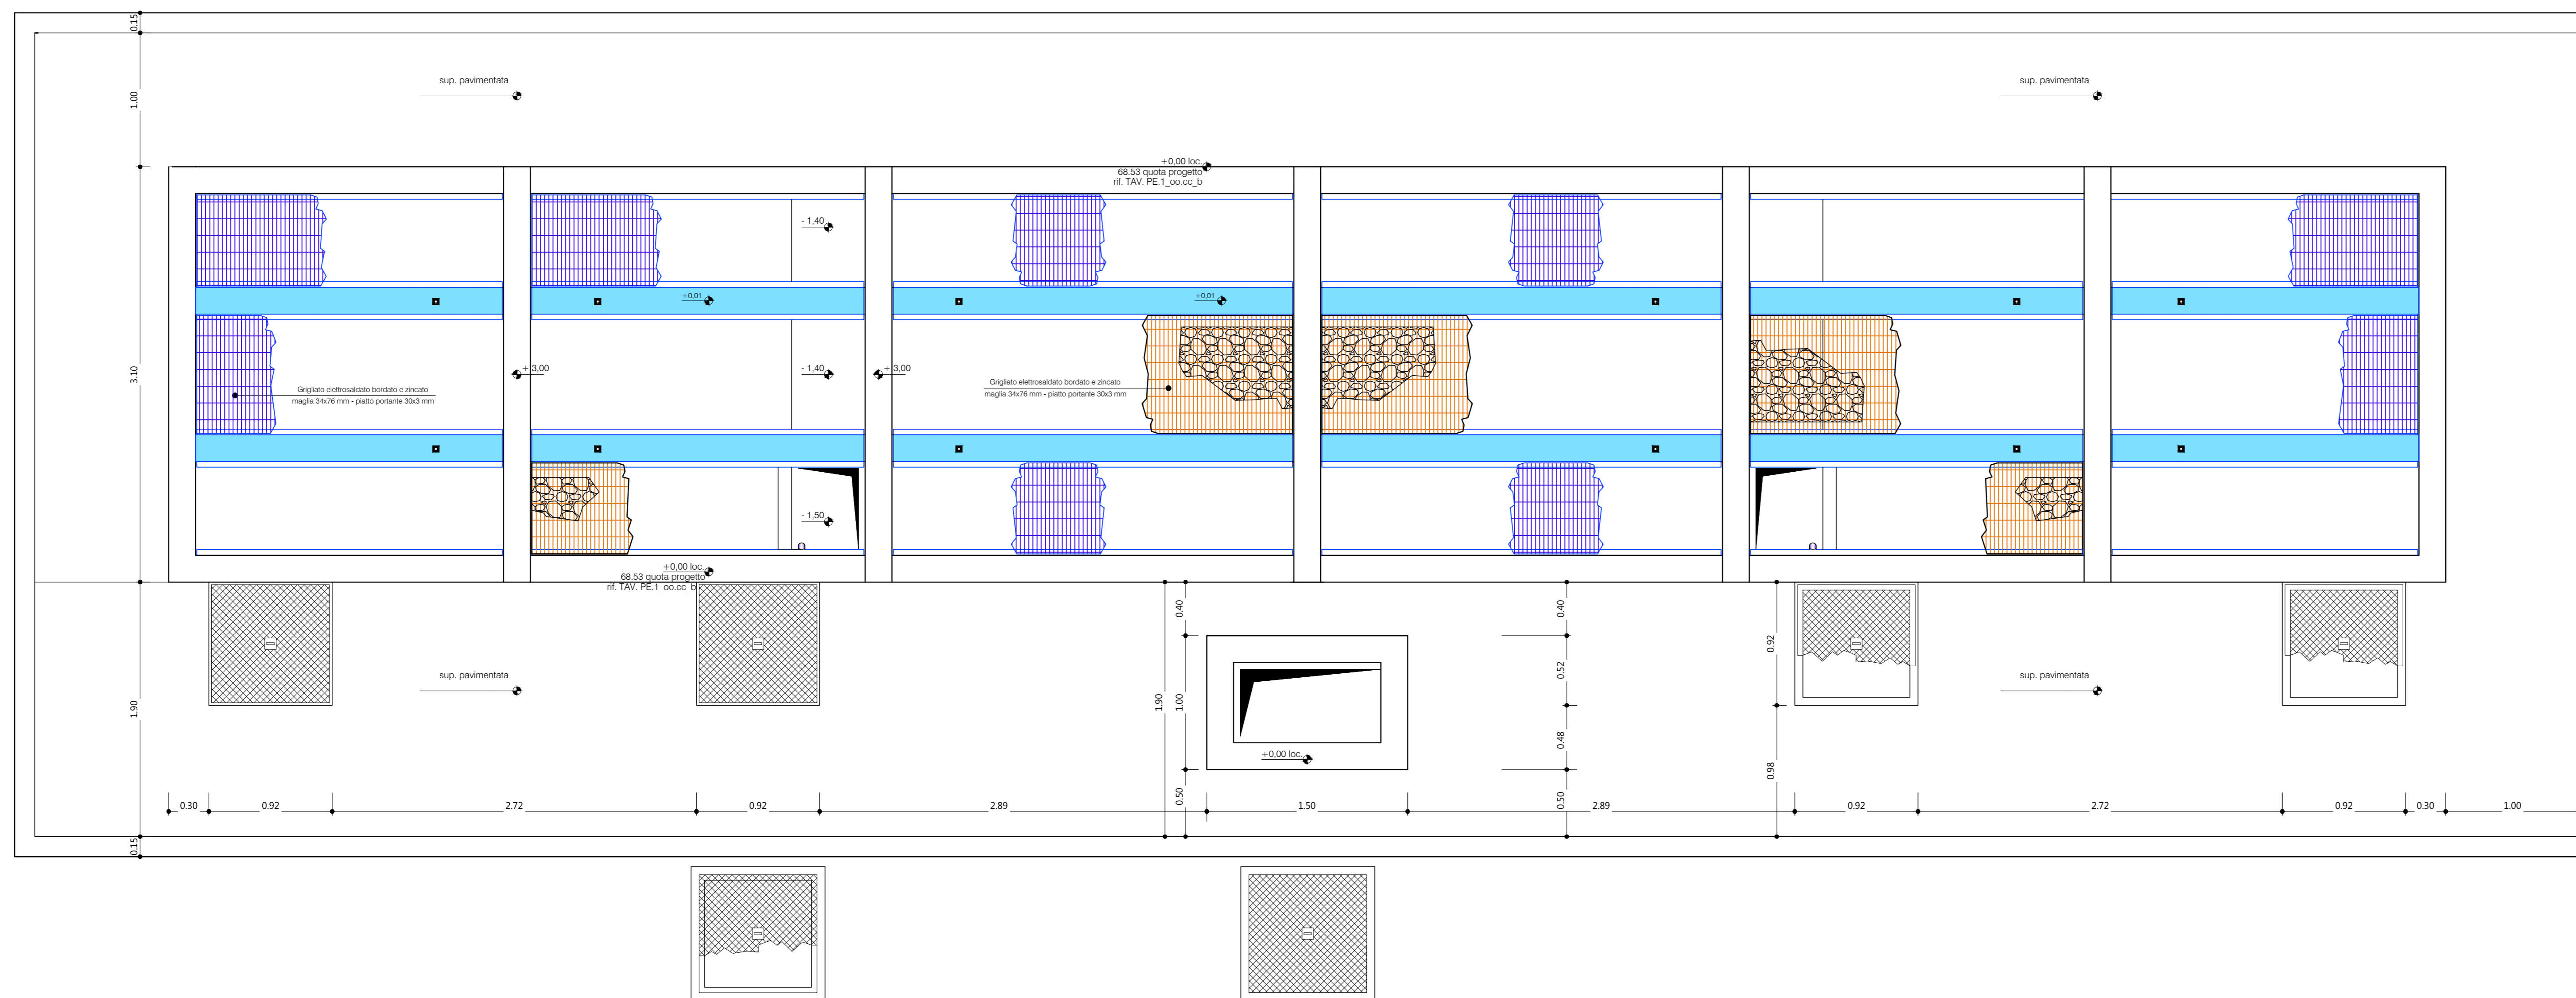 0.15
sup. pavimentata
sup. pavimentata
1.00
+0,00 loc.
68.53 quota progetto
rif. TAV. PE.1_oo.cc_b
- 1,40
+0,01
+0,01
3.10
+ 3,00
- 1,40
+ 3,00
Grigliato elettrosaldato bordato e zincato
maglia 34x76 mm - piatto portante 30x3 mm
Grigliato elettrosaldato bordato e zincato
maglia 34x76 mm - piatto portante 30x3 mm
- 1,50
+0,00 loc.
68.53 quota progetto
rif. TAV. PE.1_oo.cc_b
0.40
0.40
0.92
0.52
sup. pavimentata
sup. pavimentata
1.90
1.90
1.00
0.48
+0,00 loc.
0.98
0.50
0.50
0.30
0.92
2.72
0.92
2.89
1.50
2.89
0.92
2.72
0.92
0.30
1.00
0.15